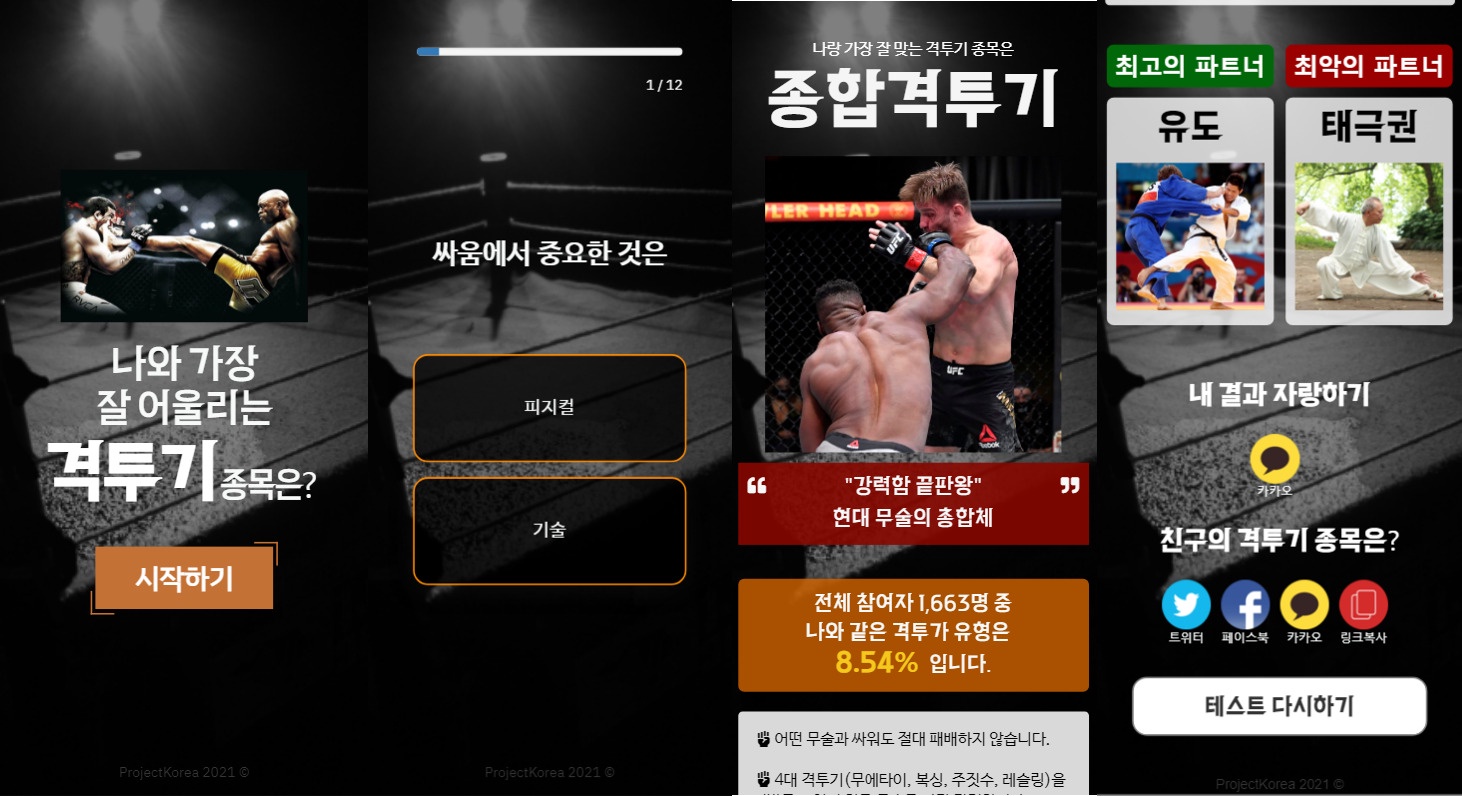 나와 가장
잘 어울리는
격투기 종목은?
시작하기
ProjectKorea 2021 ©
1 / 12
싸움에서 중요한 것은
피지컬
기술
ProjectKorea 2021 ©
나랑 가장 잘 맞는 격투기 종목은
종합격투기
LER HEAD
UFC
UFC
Reebok
❝ "강력함 끝판왕" ❞
현대 무술의 총합체
전체 참여자 1,663명 중
나와 같은 격투가 유형은
8.54% 입니다.
어떤 무술과 싸워도 절대 패배하지 않습니다.
4대 격투기(무에타이, 복싱, 주짓수, 레슬링)을
최고의 파트너
최악의 파트너
유도
태극권
내 결과 자랑하기
카카오
친구의 격투기 종목은?
트위터 페이스북 카카오 링크복사
테스트 다시하기
ProjectKorea 2021 ©